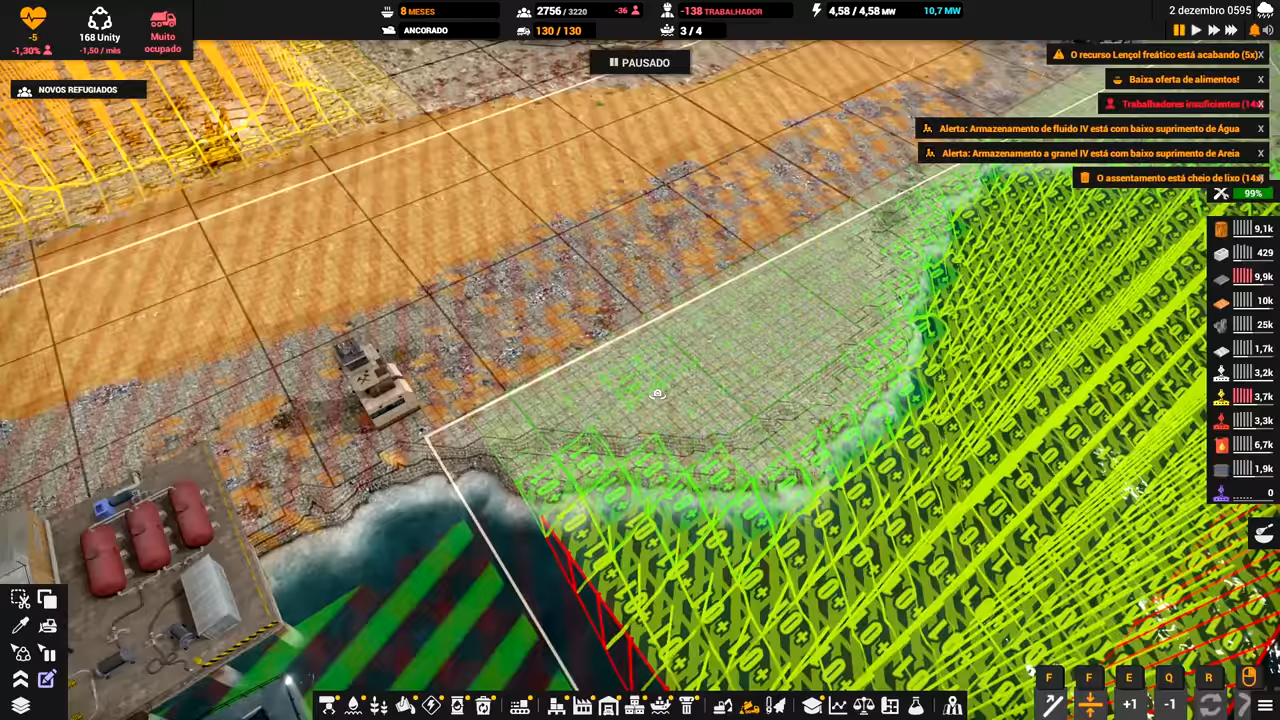 8 MESES
2756 / 3220
-36
-138 TRABALHADOR
4,58 / 4,58 MW
10,7 MW
2 dezembro 0595
-5
168 Unity
Muito ocupado
-1,30%
-1,50 / mês
ANCORADO
130 / 130
3 / 4
PAUSADO
NOVOS REFUGIADOS
O recurso Lençol freático está acabando (5x)X
Baixa oferta de alimentos! X
Trabalhadores insuficientes (14x
Alerta: Armazenamento de fluido IV está com baixo suprimento de Água X
Alerta: Armazenamento a granel IV está com baixo suprimento de Areia X
O assentamento está cheio de lixo (14x
99%
9,1k
429
9,9k
10k
25k
1,7k
3,2k
3,7k
3,3k
6,7k
1,9k
0
F F E Q R
+1 -1